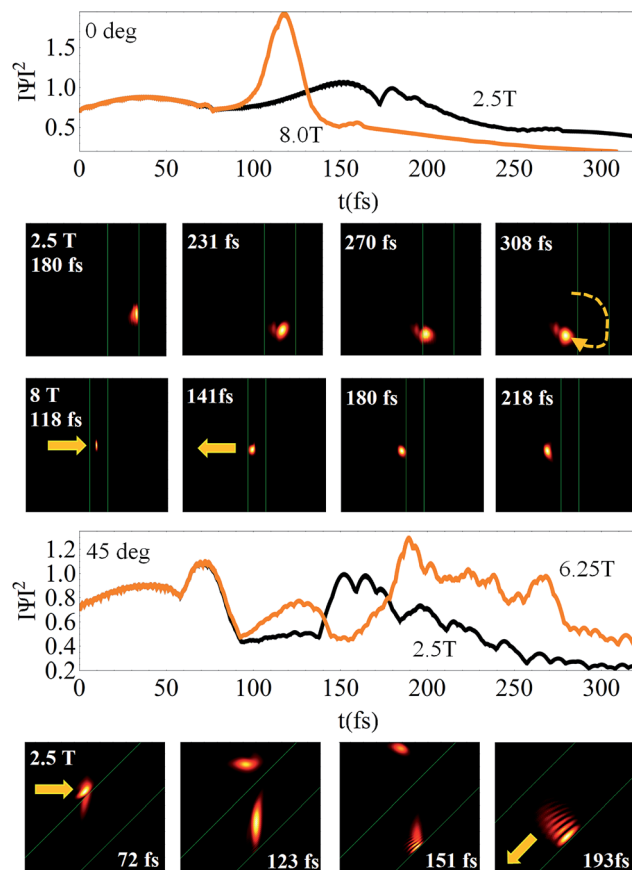 0 deg
|Ψ|²
1.5
1.0
0.5
2.5T
8.0T
0 50 100 150 200 250 300
t(fs)
2.5 T
180 fs
231 fs
270 fs
308 fs
8 T
118 fs
141fs
180 fs
218 fs
45 deg
|Ψ|²
1.2
1.0
0.8
0.6
0.4
0.2
6.25T
2.5T
0 50 100 150 200 250 300
t(fs)
2.5 T
72 fs
123 fs
151 fs
193fs